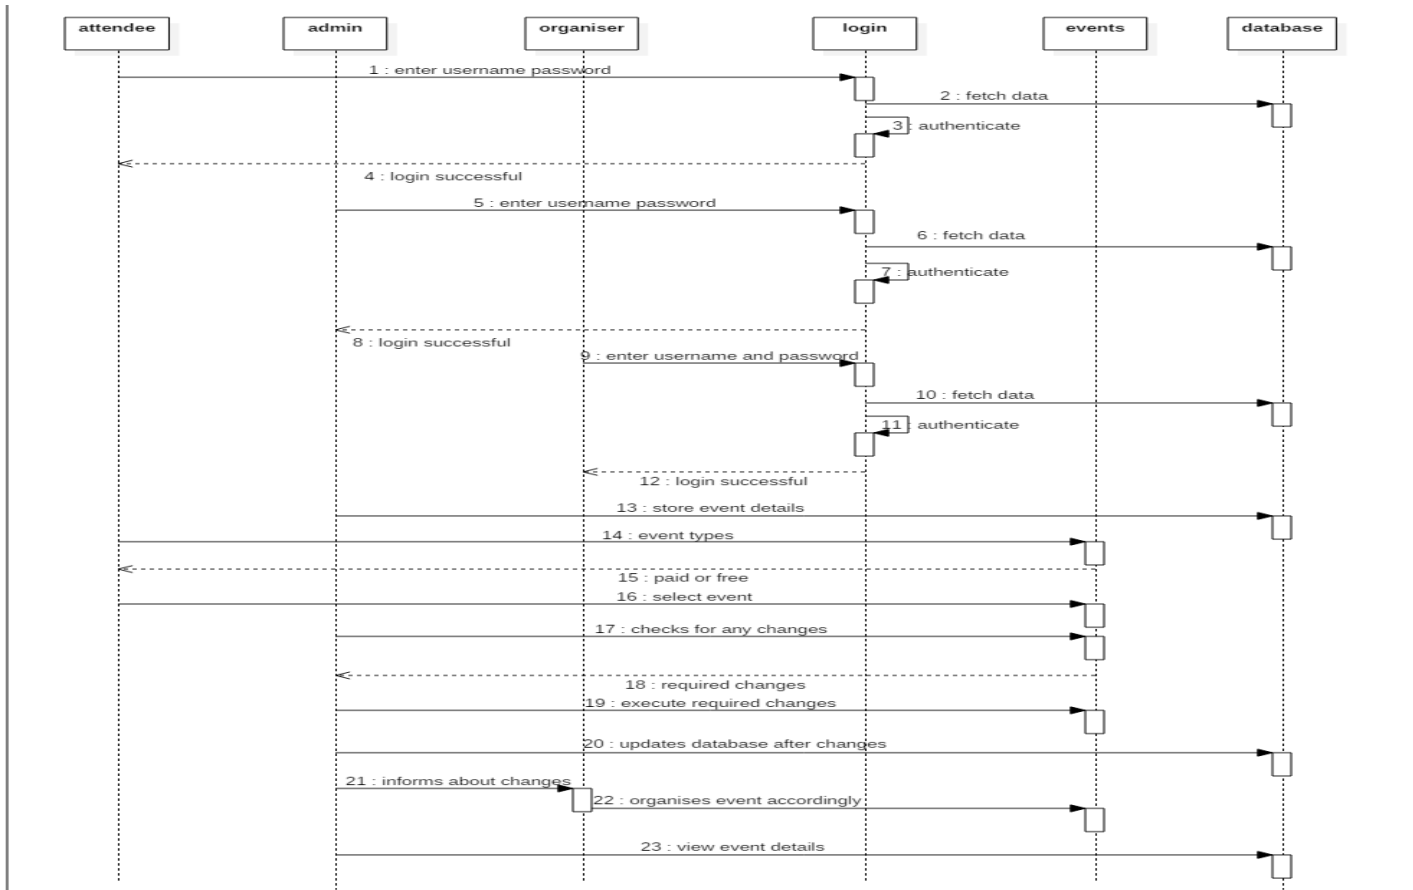 attendee
admin
organiser
login
events
database
1 : enter username password
2 : fetch data
3 : authenticate
4 : login successful
5 : enter username password
6 : fetch data
7 : authenticate
8 : login successful
9 : enter username and password
10 : fetch data
11 : authenticate
12 : login successful
13 : store event details
14 : event types
15 : paid or free
16 : select event
17 : checks for any changes
18 : required changes
19 : execute required changes
20 : updates database after changes
21 : informs about changes
22 : organises event accordingly
23 : view event details